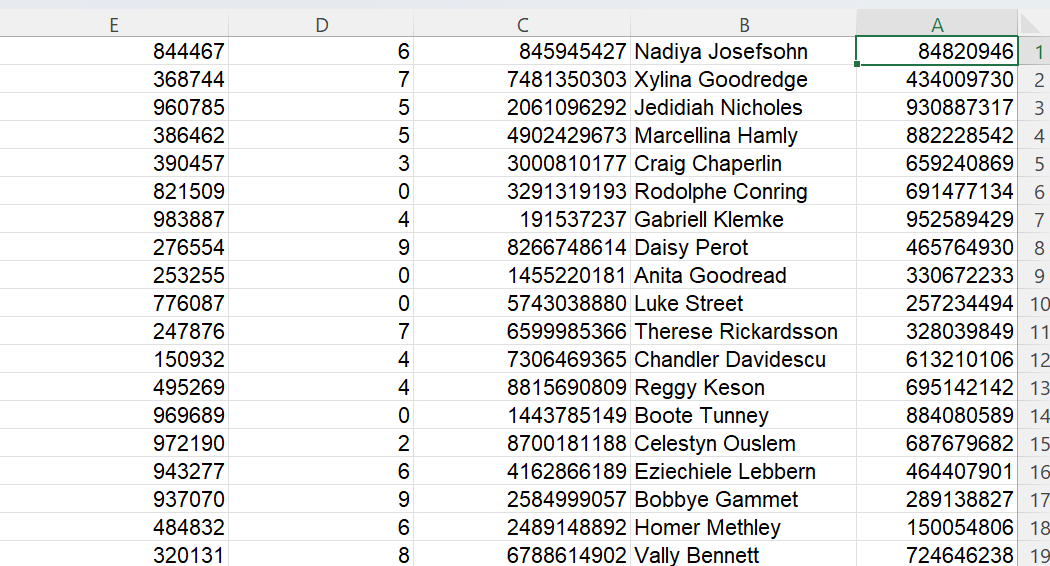 E D C B A
844467 6 845945427 Nadiya Josefsohn 84820946 1
368744 7 7481350303 Xylina Goodredge 434009730 2
960785 5 2061096292 Jedidiah Nicholes 930887317 3
386462 5 4902429673 Marcellina Hamly 882228542 4
390457 3 3000810177 Craig Chaperlin 659240869 5
821509 0 3291319193 Rodolphe Conring 691477134 6
983887 4 191537237 Gabriell Klemke 952589429 7
276554 9 8266748614 Daisy Perot 465764930 8
253255 0 1455220181 Anita Goodread 330672233 9
776087 0 5743038880 Luke Street 257234494 10
247876 7 6599985366 Therese Rickardsson 328039849 11
150932 4 7306469365 Chandler Davidescu 613210106 12
495269 4 8815690809 Reggy Keson 695142142 13
969689 0 1443785149 Boote Tunney 884080589 14
972190 2 8700181188 Celestyn Ouslem 687679682 15
943277 6 4162866189 Eziechiele Lebbern 464407901 16
937070 9 2584999057 Bobbye Gammet 289138827 17
484832 6 2489148892 Homer Methley 150054806 18
320131 8 6788614902 Vally Bennett 724646238 19